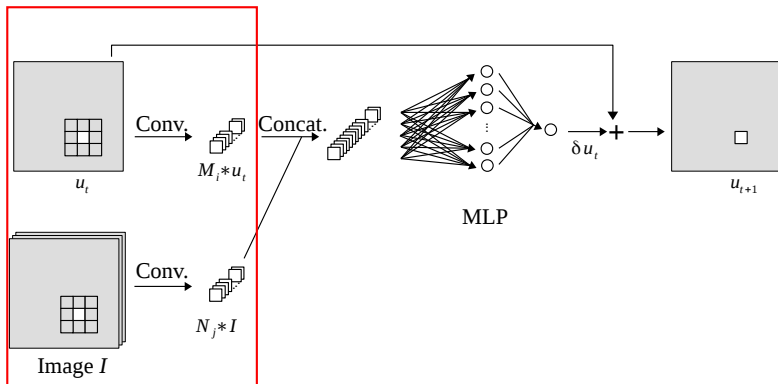 Conv.
Concat.
M_i*u_t
u_t
δu_t
+
u_{t+1}
MLP
Conv.
N_j*I
Image I